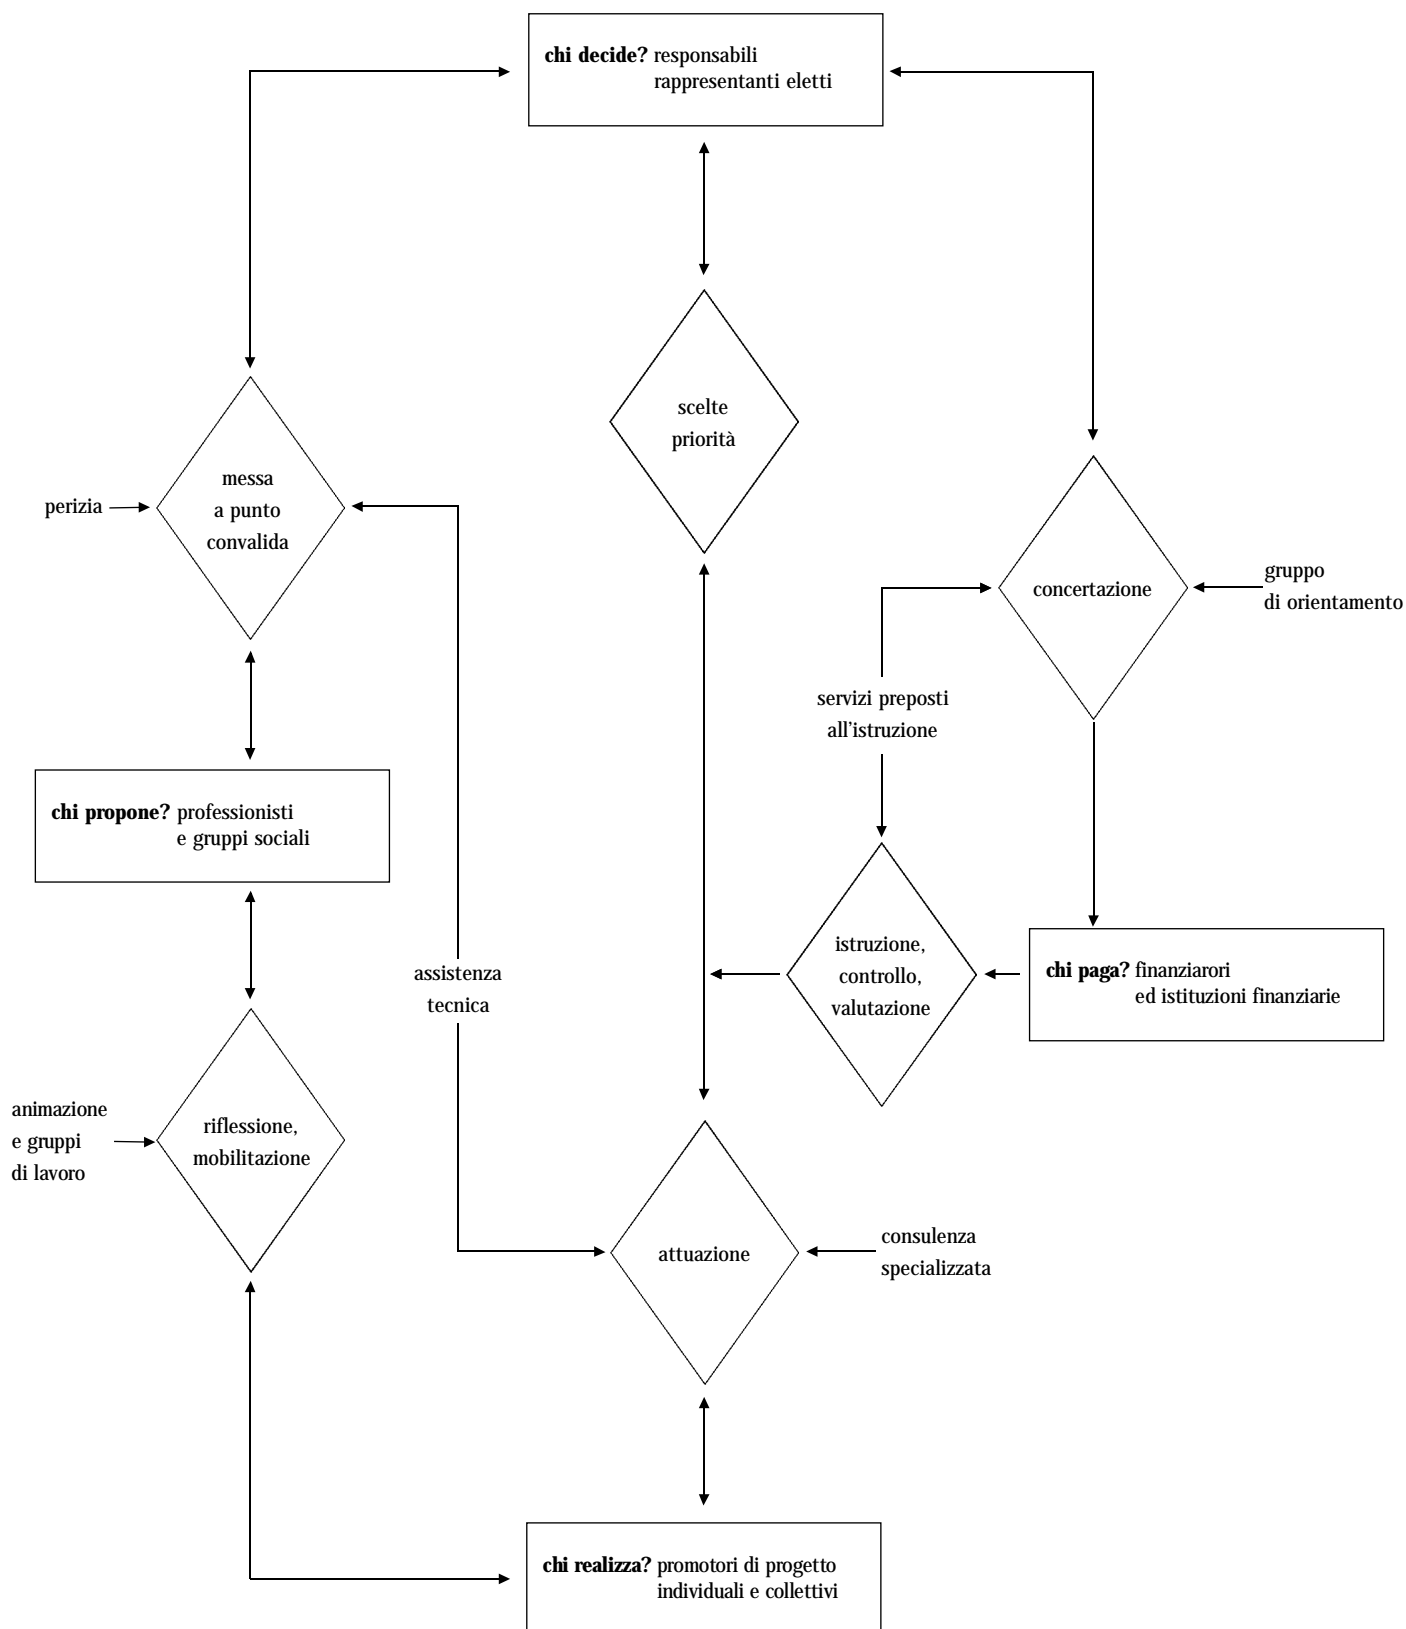 chi decide? responsabili
rappresentanti eletti
scelte
priorità
messa
a punto
convalida
perizia
concertazione
gruppo
di orientamento
servizi preposti
all'istruzione
chi propone? professionisti
e gruppi sociali
istruzione,
controllo,
valutazione
chi paga? finanziarori
ed istituzioni finanziarie
assistenza
tecnica
animazione
e gruppi
di lavoro
riflessione,
mobilitazione
attuazione
consulenza
specializzata
chi realizza? promotori di progetto
individuali e collettivi